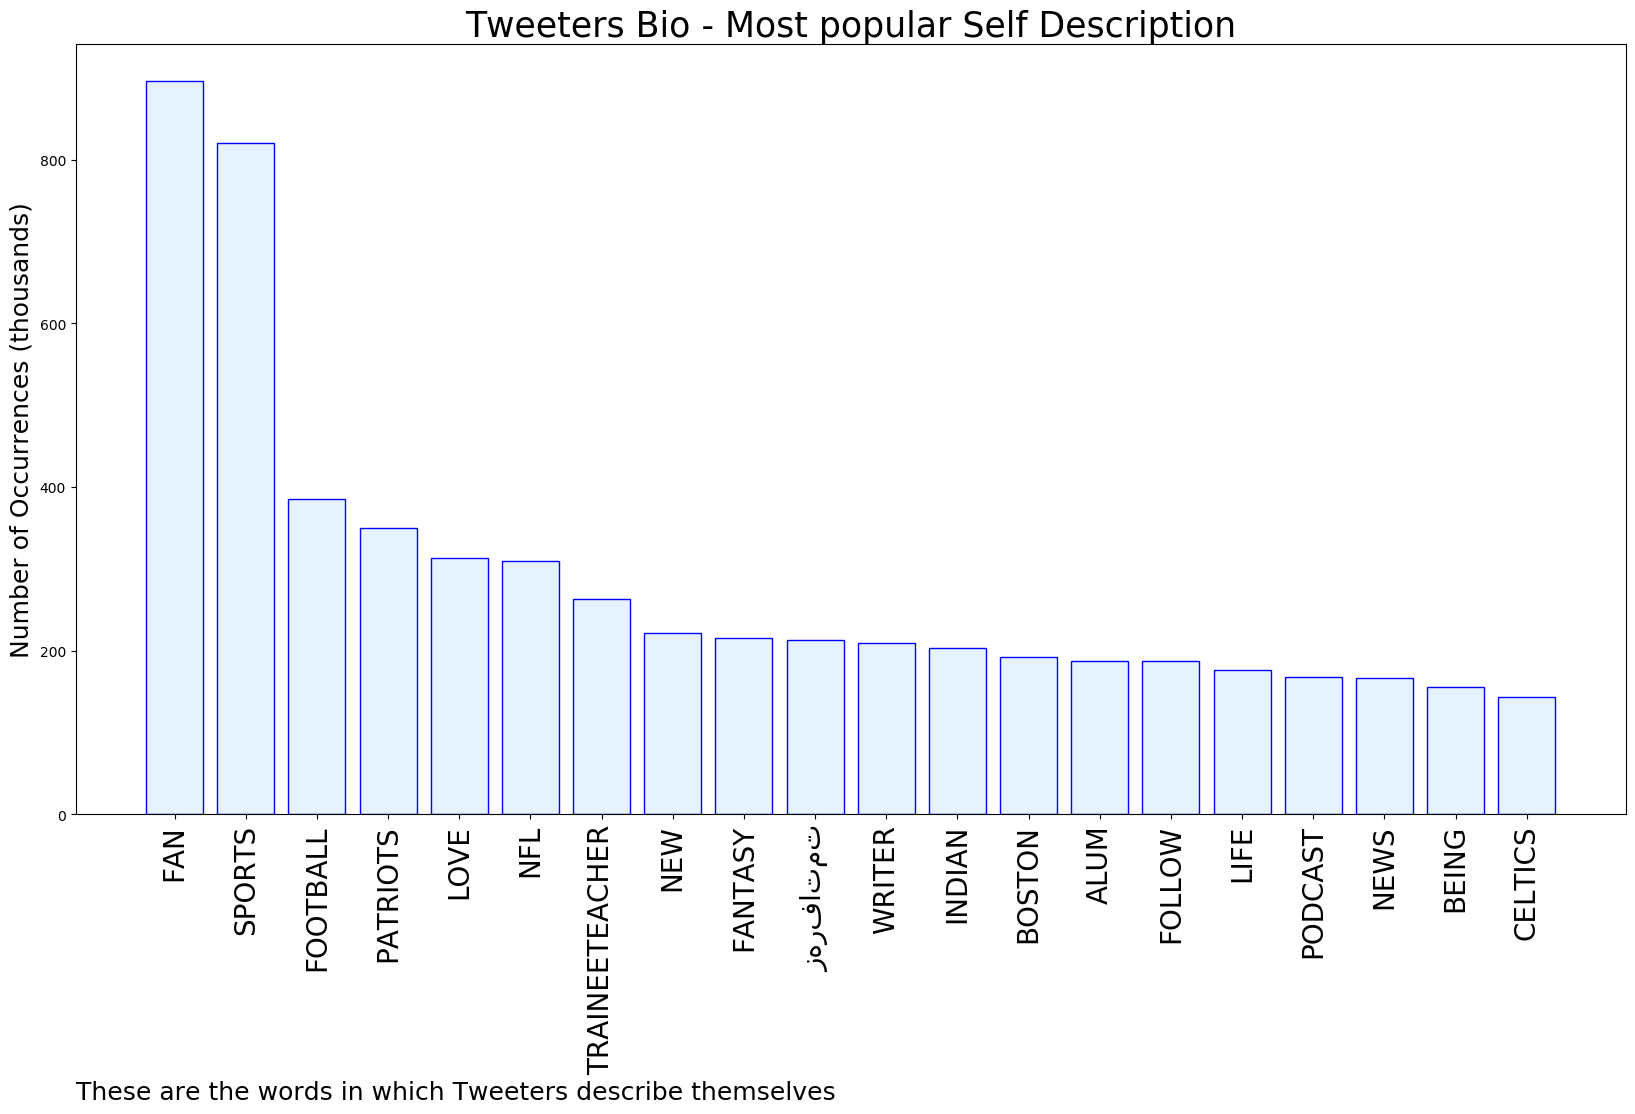 Tweeters Bio - Most popular Self Description
Number of Occurrences (thousands)
800
600
400
200
0
FAN
SPORTS
FOOTBALL
PATRIOTS
LOVE
NFL
TRAINEETEACHER
NEW
FANTASY
تمتافرهز
WRITER
INDIAN
BOSTON
ALUM
FOLLOW
LIFE
PODCAST
NEWS
BEING
CELTICS
These are the words in which Tweeters describe themselves